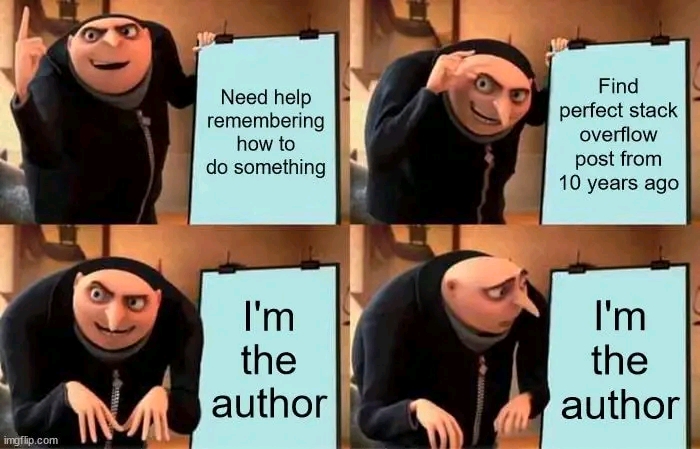 Need help
remembering
how to
do something
Find
perfect stack
overflow
post from
10 years ago
I'm
the
author
I'm
the
author
imgflip.com